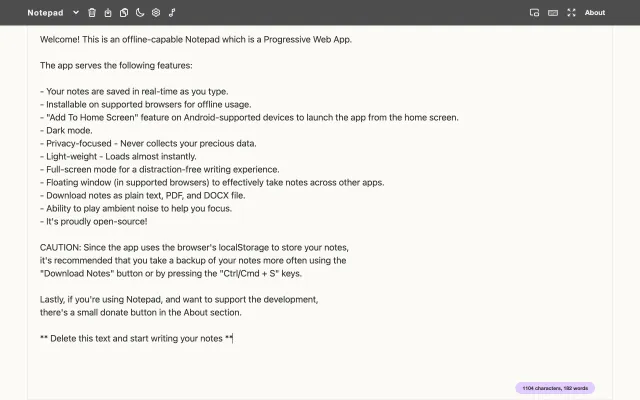 Notepad
About
Welcome! This is an offline-capable Notepad which is a Progressive Web App.
The app serves the following features:
- Your notes are saved in real-time as you type.
- Installable on supported browsers for offline usage.
- "Add To Home Screen" feature on Android-supported devices to launch the app from the home screen.
- Dark mode.
- Privacy-focused - Never collects your precious data.
- Light-weight - Loads almost instantly.
- Full-screen mode for a distraction-free writing experience.
- Floating window (in supported browsers) to effectively take notes across other apps.
- Download notes as plain text, PDF, and DOCX file.
- Ability to play ambient noise to help you focus.
- It's proudly open-source!
CAUTION: Since the app uses the browser's localStorage to store your notes,
it's recommended that you take a backup of your notes more often using the
"Download Notes" button or by pressing the "Ctrl/Cmd + S" keys.
Lastly, if you're using Notepad, and want to support the development,
there's a small donate button in the About section.
** Delete this text and start writing your notes **
1104 characters, 182 words